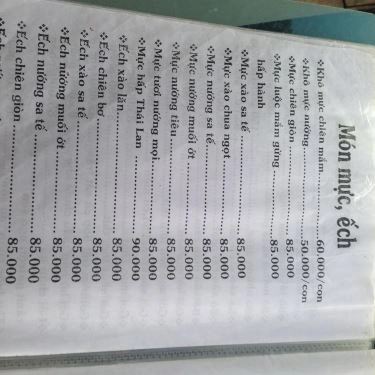 Món mực, ếch
❖Khô mực chiên mắm........60.000/con
❖Khô mực nướng..........50.000/con
❖Mực chiên giòn..............85.000
❖Mực luộc mắm gừng........85.000
hấp hành
❖Mực xào sa tế................85.000
❖Mực xào chua ngọt..........85.000
❖Mực nướng sa tế.............85.000
❖Mực nướng muối ớt.........85.000
❖Mực nướng tiêu..............85.000
❖Mực tươi nướng mọi........85.000
❖Mực hấp Thái Lan ...........90.000
❖Ếch xào lăn....................85.000
❖Ếch chiên bơ..................85.000
❖Ếch xào sa tế..................85.000
❖Ếch nướng muối ớt..........85.000
❖Ếch nướng sa tế..............85.000
❖Ếch chiên giòn................85.000
85.000